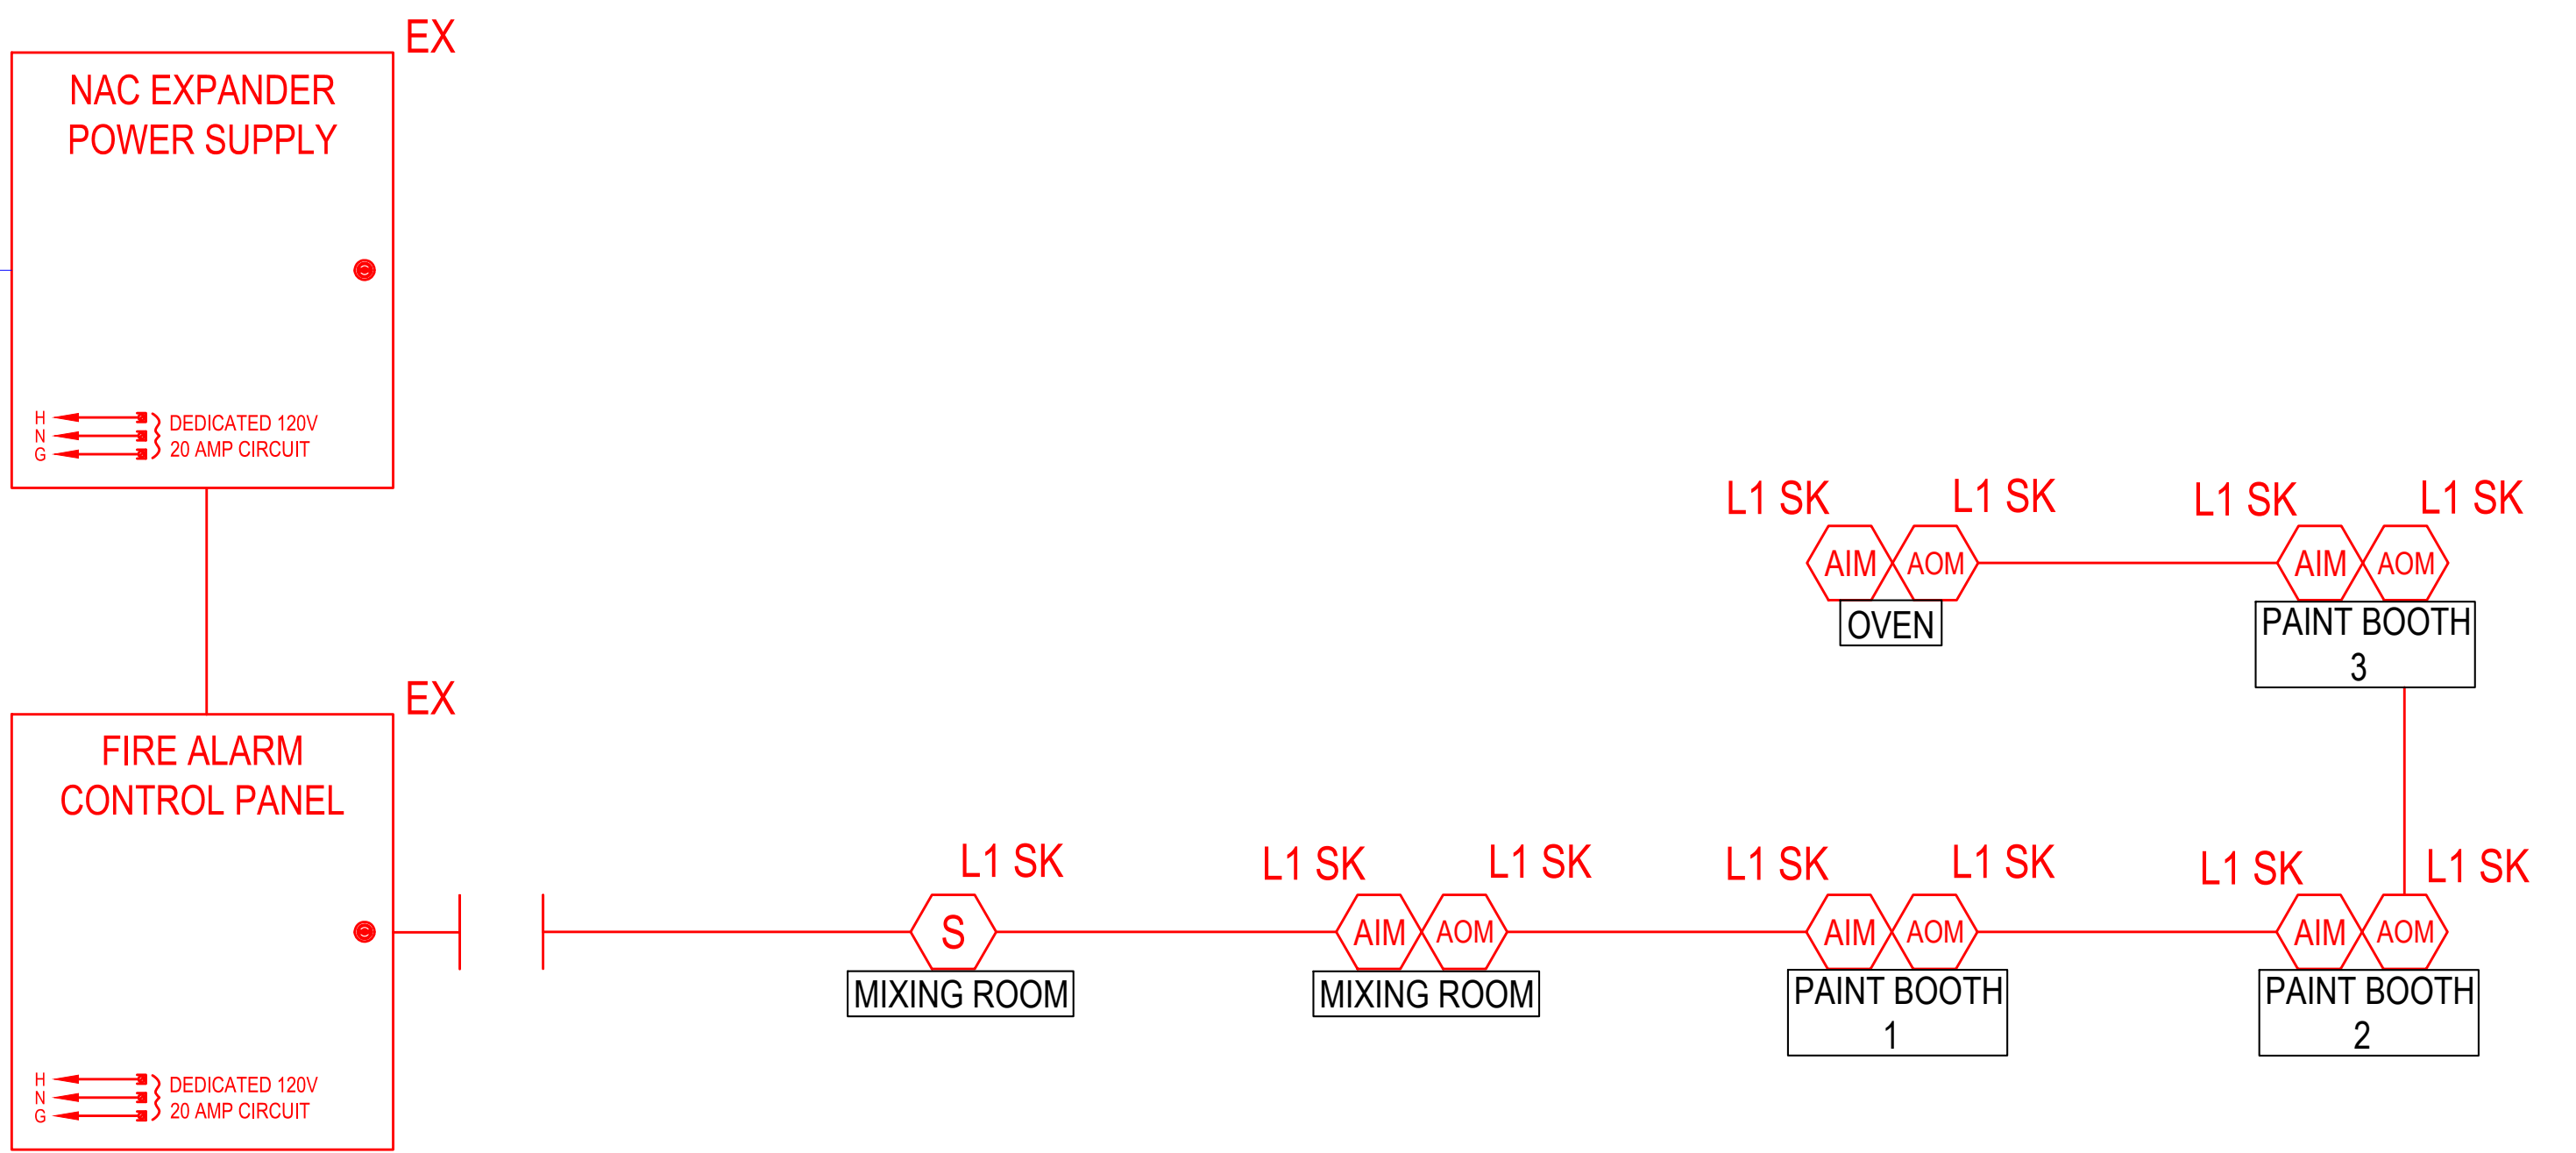 EX
NAC EXPANDER
POWER SUPPLY
H
N
G
DEDICATED 120V
20 AMP CIRCUIT
L1 SK
L1 SK
L1 SK
L1 SK
AIM
AOM
AIM
AOM
OVEN
PAINT BOOTH
3
EX
FIRE ALARM
CONTROL PANEL
L1 SK
L1 SK
L1 SK
L1 SK
L1 SK
L1 SK
L1 SK
S
AIM
AOM
AIM
AOM
AIM
AOM
MIXING ROOM
MIXING ROOM
PAINT BOOTH
1
PAINT BOOTH
2
H
N
G
DEDICATED 120V
20 AMP CIRCUIT